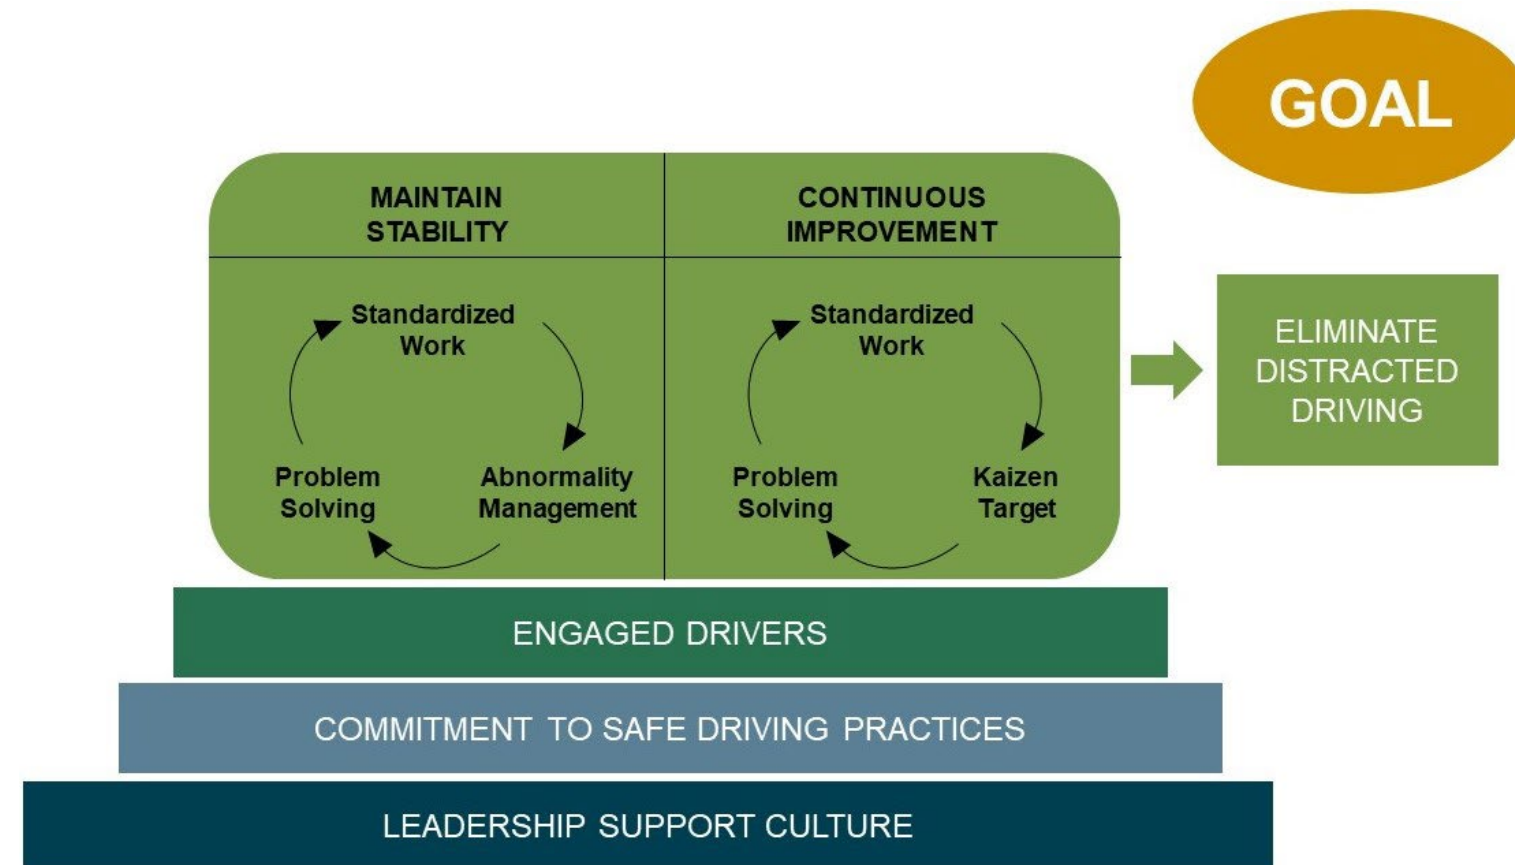 GOAL
MAINTAIN
STABILITY
CONTINUOUS
IMPROVEMENT
Standardized
Work
Problem
Solving
Abnormality
Management
Standardized
Work
Problem
Solving
Kaizen
Target
ELIMINATE
DISTRACTED
DRIVING
ENGAGED DRIVERS
COMMITMENT TO SAFE DRIVING PRACTICES
LEADERSHIP SUPPORT CULTURE